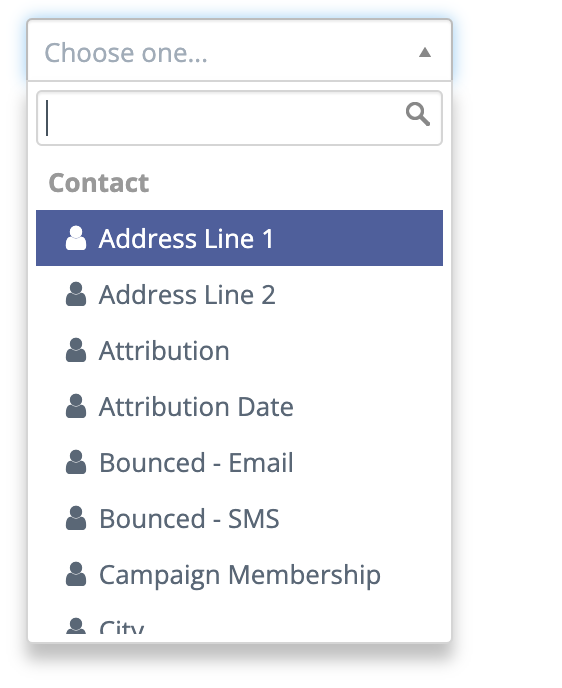 Choose one...
Contact
Address Line 1
Address Line 2
Attribution
Attribution Date
Bounced - Email
Bounced - SMS
Campaign Membership
City